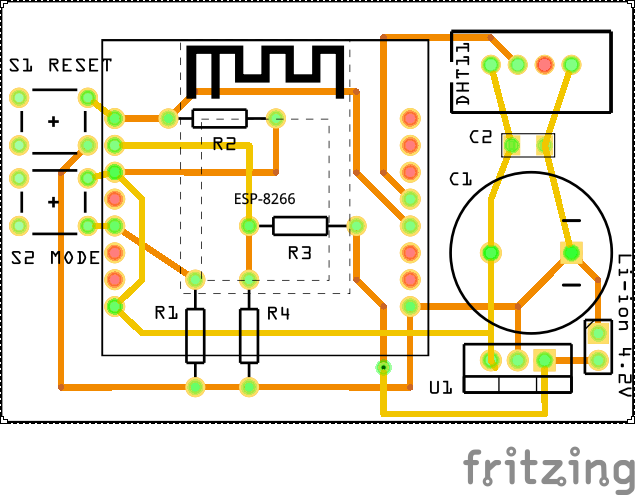 S1 RESET
DHT11
R2
C2
C1
ESP-8266
R3
S2 MODE
R1
R4
Li-ion 4.2V
U1
fritzing